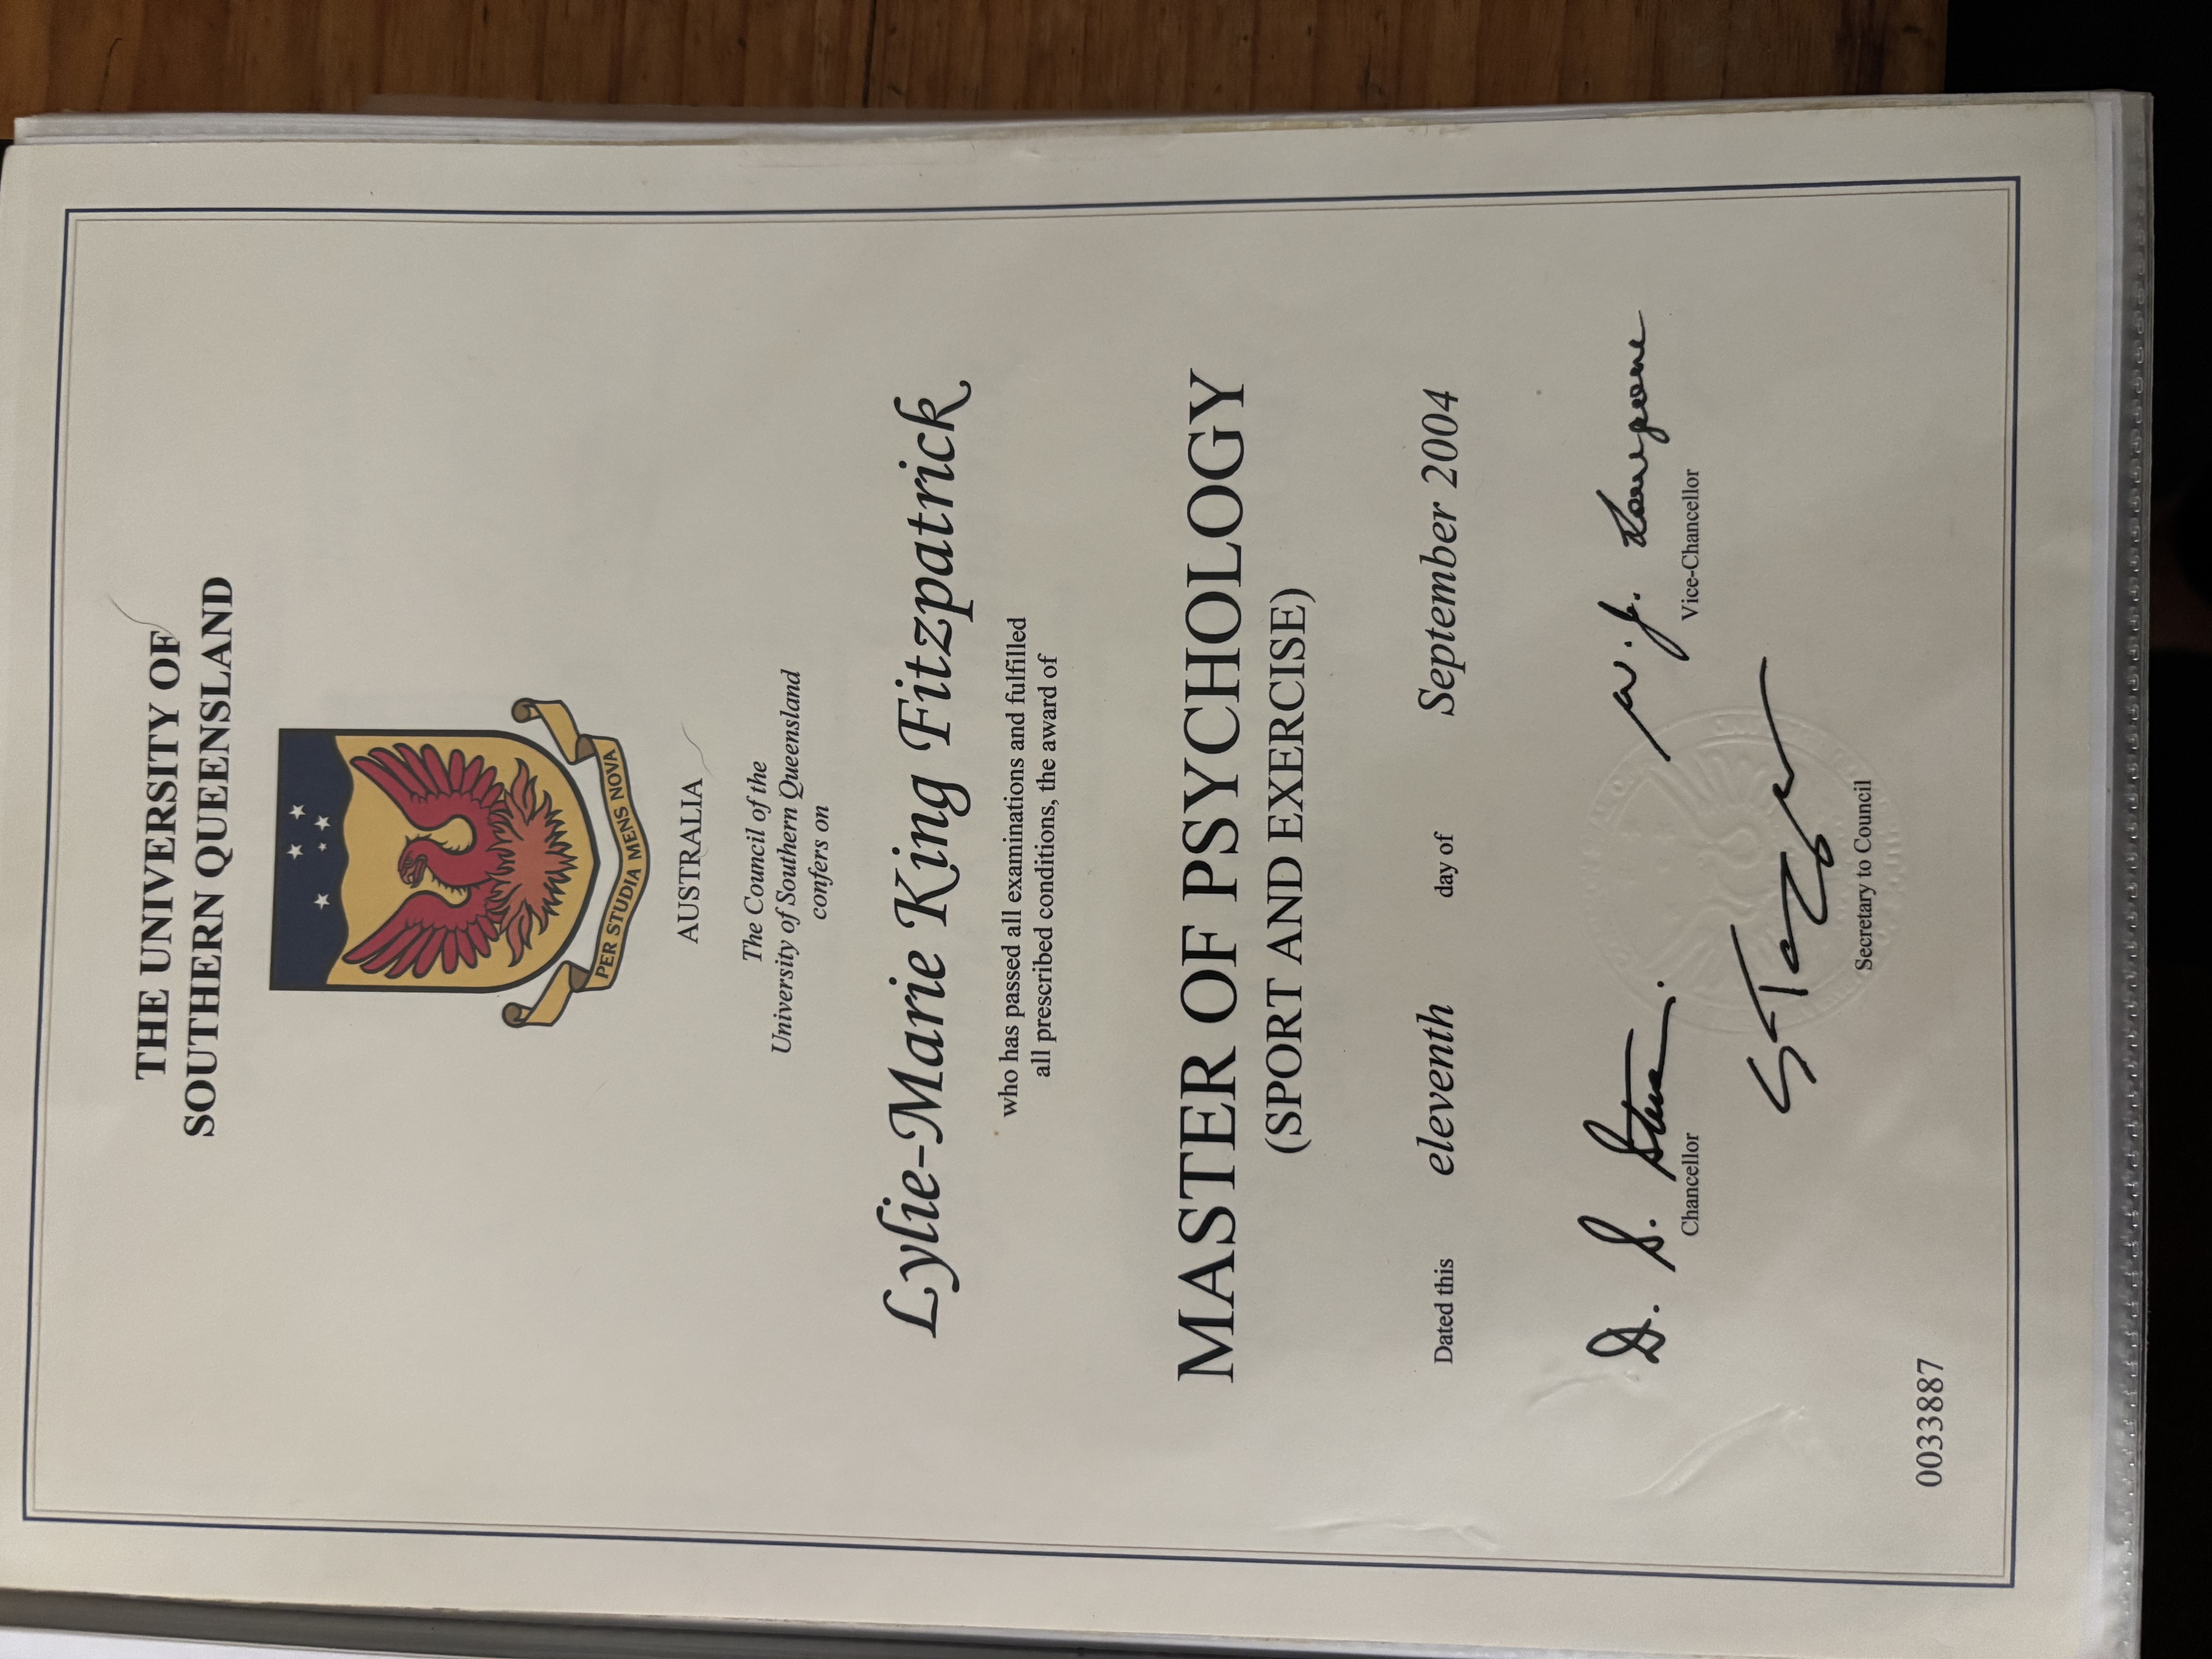 THE UNIVERSITY OF
SOUTHERN QUEENSLAND
PER STUDIA MENS NOVA
AUSTRALIA
The Council of the
University of Southern Queensland
confers on
Lylie-Marie King Fitzpatrick
who has passed all examinations and fulfilled
all prescribed conditions, the award of
MASTER OF PSYCHOLOGY
(SPORT AND EXERCISE)
Dated this eleventh day of September 2004
D. S.
W. J.
Chancellor
Vice-Chancellor
Secretary to Council
0033887